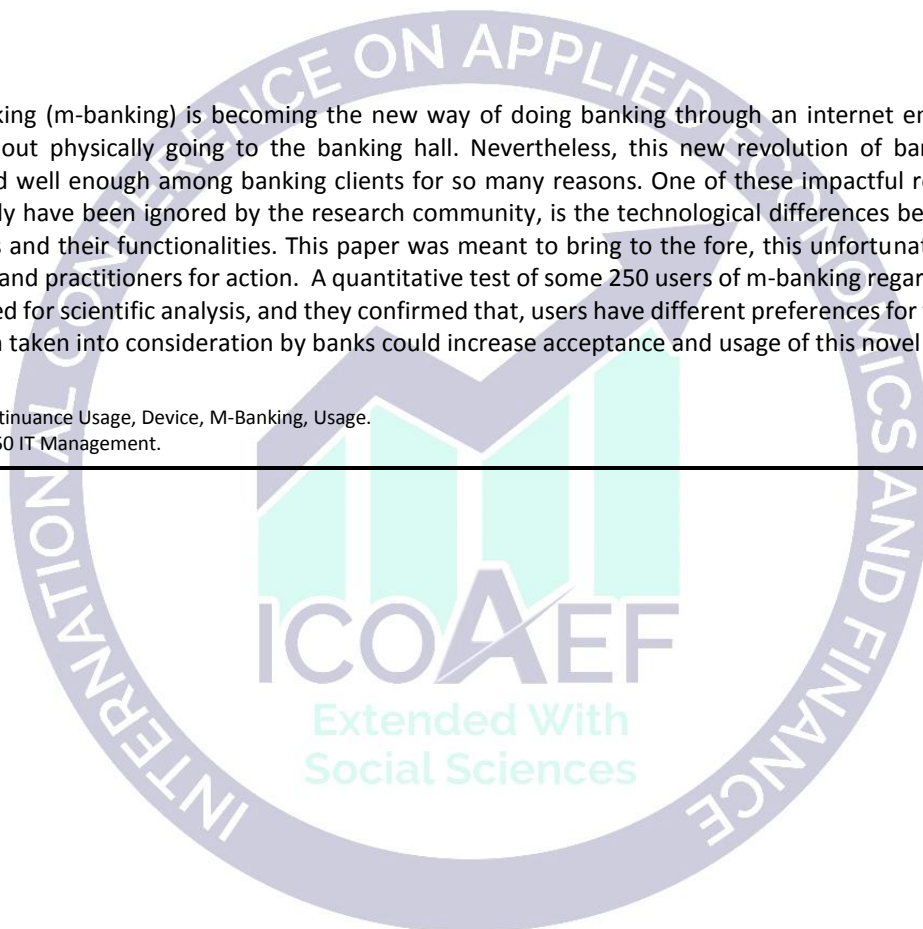 king (m-banking) is becoming the new way of doing banking through an internet en
out physically going to the banking hall. Nevertheless, this new revolution of ban
d well enough among banking clients for so many reasons. One of these impactful re
ly have been ignored by the research community, is the technological differences be
s and their functionalities. This paper was meant to bring to the fore, this unfortunat
and practitioners for action. A quantitative test of some 250 users of m-banking regar
ed for scientific analysis, and they confirmed that, users have different preferences for
n taken into consideration by banks could increase acceptance and usage of this novel
tinuance Usage, Device, M-Banking, Usage.
60 IT Management.
INTERNATIONAL CONFERENCE ON APPLIED ECONOMICS AND FINANCE
ICOAEF
Extended With
Social Sciences